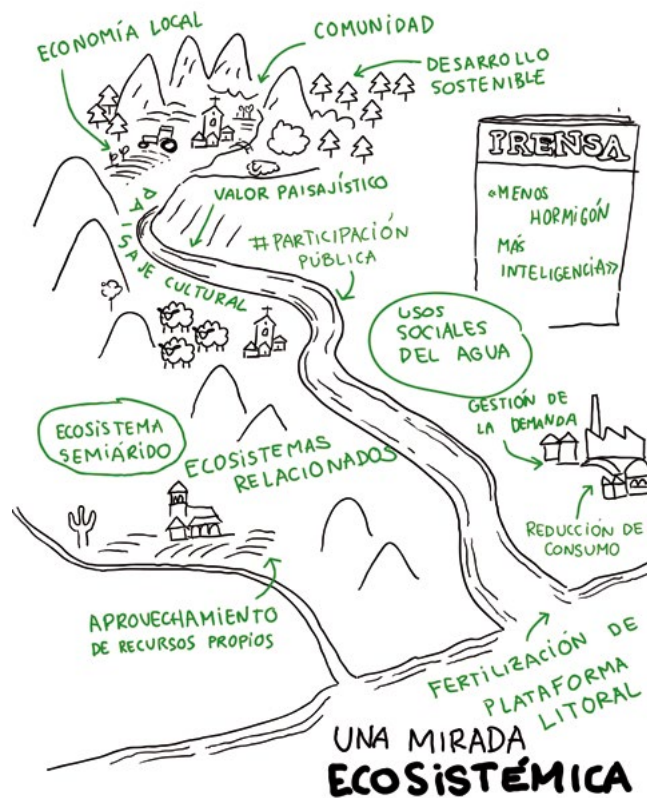 ECONOMÍA LOCAL
COMUNIDAD
DESARROLLO
SOSTENIBLE
PRENSA
«MENOS
HORMIGÓN
MÁS
INTELIGENCIA»
VALOR PAISAJÍSTICO
PAISAJE CULTURAL
#PARTICIPACIÓN
PÚBLICA
USOS
SOCIALES
DEL AGUA
GESTIÓN DE
LA DEMANDA
ECOSISTEMA
SEMIÁRIDO
ECOSISTEMAS
RELACIONADOS
REDUCCIÓN DE
CONSUMO
APROVECHAMIENTO
DE RECURSOS PROPIOS
FERTILIZACIÓN DE
PLATAFORMA
LITORAL
UNA MIRADA
ECOSISTÉMICA